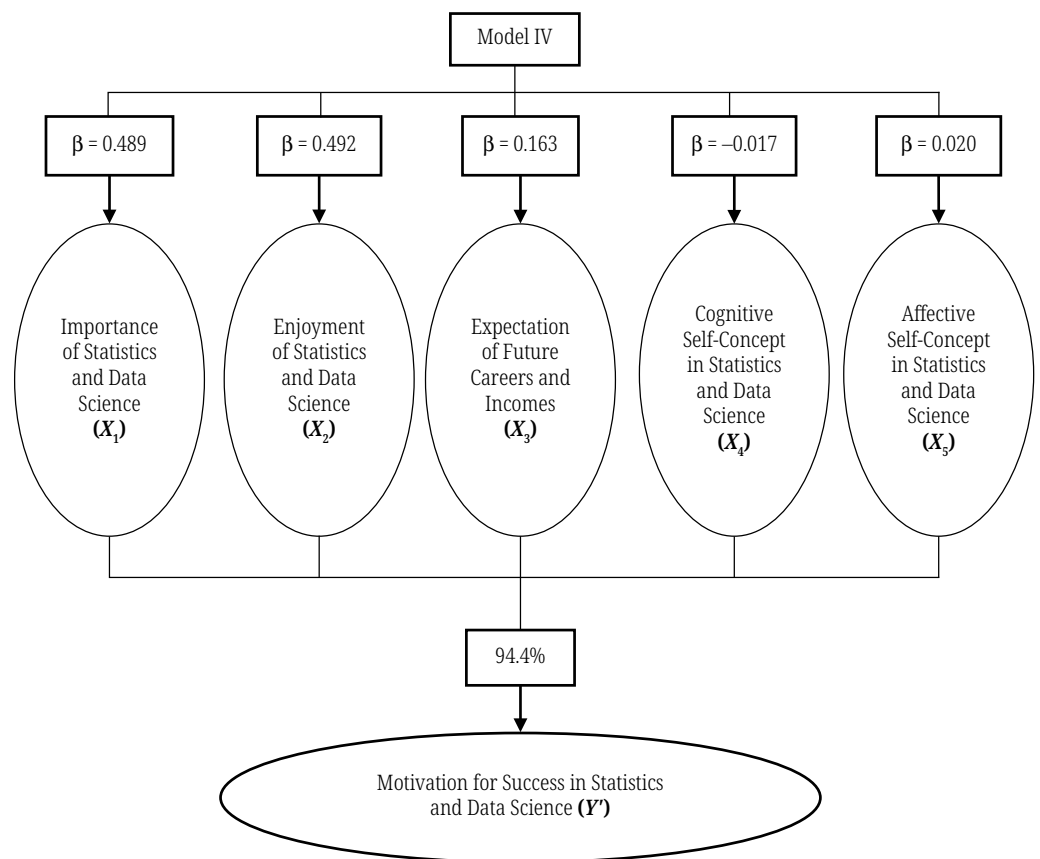 Model IV
β = 0.489
β = 0.492
β = 0.163
β = –0.017
β = 0.020
Importance
of Statistics
and Data
Science
(X₁)
Enjoyment
of Statistics
and Data
Science
(X₂)
Expectation
of Future
Careers and
Incomes
(X₃)
Cognitive
Self-Concept
in Statistics
and Data
Science
(X₄)
Affective
Self-Concept
in Statistics
and Data
Science
(X₅)
94.4%
Motivation for Success in Statistics
and Data Science (Y')